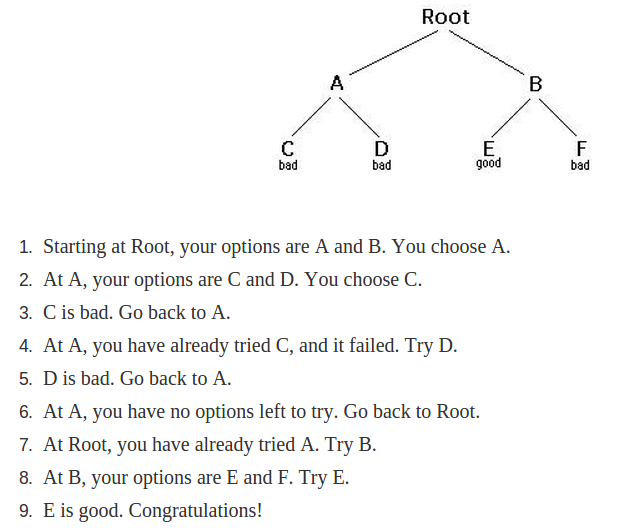 Root
A B
C D E F
bad bad good bad
1. Starting at Root, your options are A and B. You choose A.
2. At A, your options are C and D. You choose C.
3. C is bad. Go back to A.
4. At A, you have already tried C, and it failed. Try D.
5. D is bad. Go back to A.
6. At A, you have no options left to try. Go back to Root.
7. At Root, you have already tried A. Try B.
8. At B, your options are E and F. Try E.
9. E is good. Congratulations!